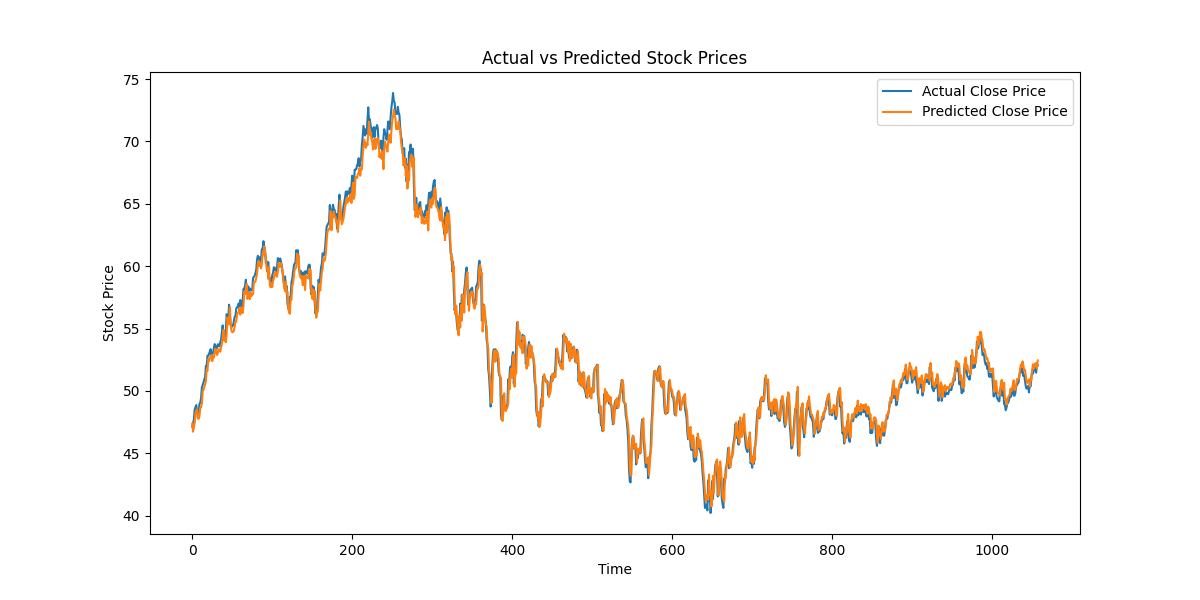 Actual vs Predicted Stock Prices
Actual Close Price
Predicted Close Price
75
70
65
60
55
50
45
40
Stock Price
0 200 400 600 800 1000
Time